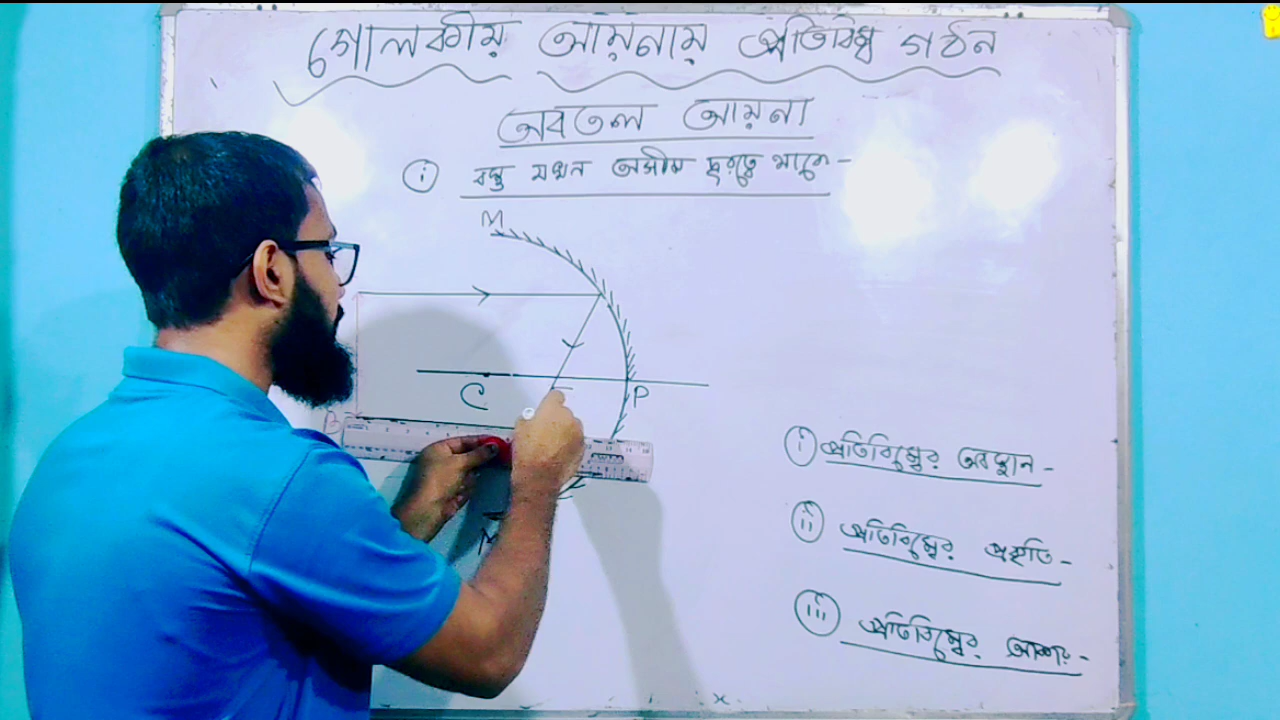 গোলকীয় আয়নায় প্রতিবিম্ব গঠন
অবতল আয়না
i বস্তু যখন অসীম দূরত্বে থাকে -
M
C F P
B
M
i প্রতিবিম্বের অবস্থান -
ii প্রতিবিম্বের প্রকৃতি -
iii প্রতিবিম্বের আকার -